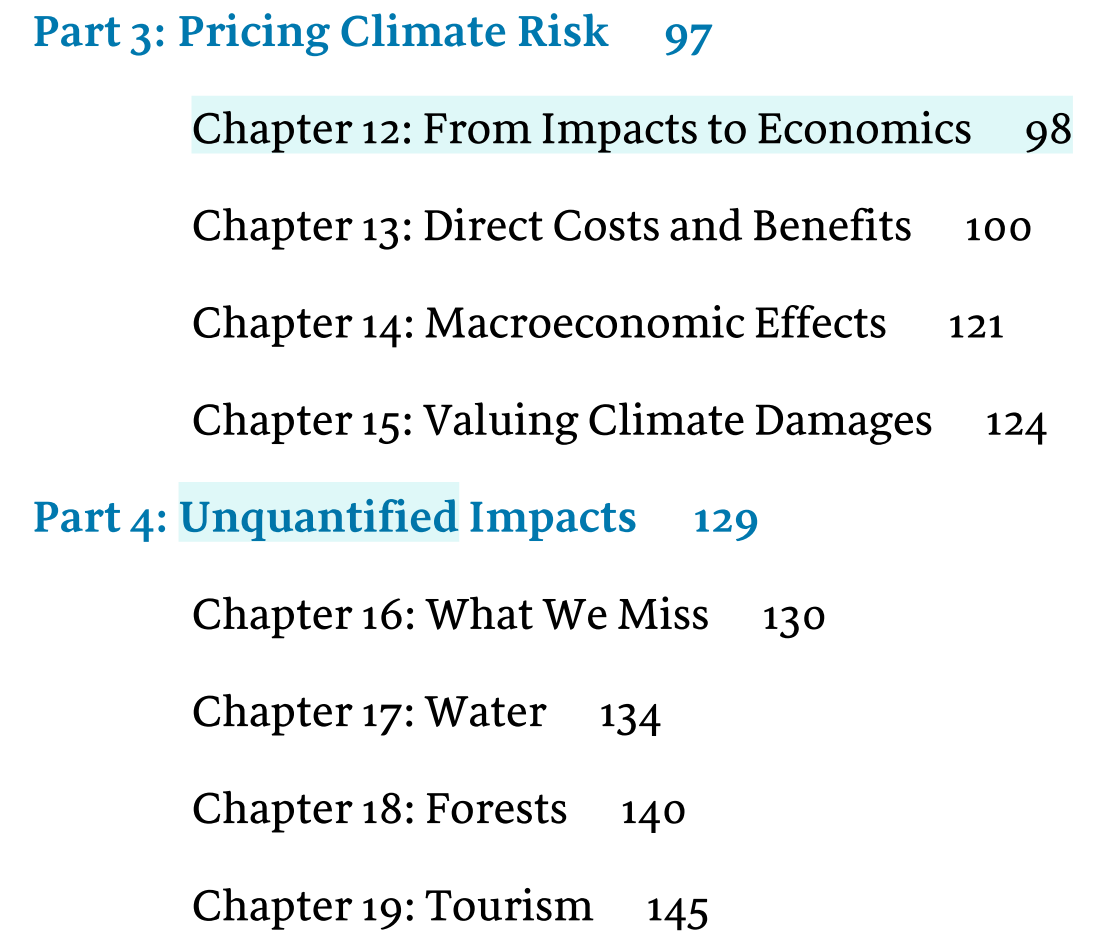 Part 3: Pricing Climate Risk 97
Chapter 12: From Impacts to Economics 98
Chapter 13: Direct Costs and Benefits 100
Chapter 14: Macroeconomic Effects 121
Chapter 15: Valuing Climate Damages 124
Part 4: Unquantified Impacts 129
Chapter 16: What We Miss 130
Chapter 17: Water 134
Chapter 18: Forests 140
Chapter 19: Tourism 145